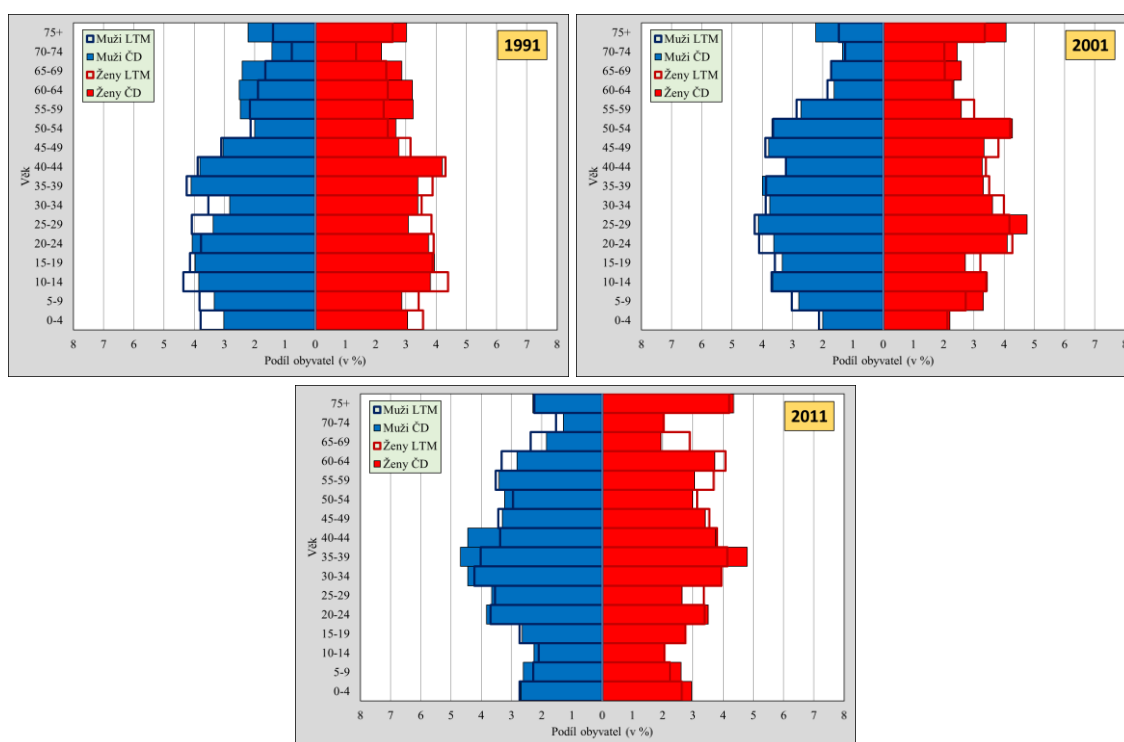 1991
Muži LTM
Muži ČD
Ženy LTM
Ženy ČD
Věk
75+
70-74
65-69
60-64
55-59
50-54
45-49
40-44
35-39
30-34
25-29
20-24
15-19
10-14
5-9
0-4
8 7 6 5 4 3 2 1 0 1 2 3 4 5 6 7 8
Podíl obyvatel (v %)
2001
Muži LTM
Muži ČD
Ženy LTM
Ženy ČD
Věk
75+
70-74
65-69
60-64
55-59
50-54
45-49
40-44
35-39
30-34
25-29
20-24
15-19
10-14
5-9
0-4
8 7 6 5 4 3 2 1 0 1 2 3 4 5 6 7 8
Podíl obyvatel (v %)
2011
Muži LTM
Muži ČD
Ženy LTM
Ženy ČD
Věk
75+
70-74
65-69
60-64
55-59
50-54
45-49
40-44
35-39
30-34
25-29
20-24
15-19
10-14
5-9
0-4
8 7 6 5 4 3 2 1 0 1 2 3 4 5 6 7 8
Podíl obyvatel (v %)